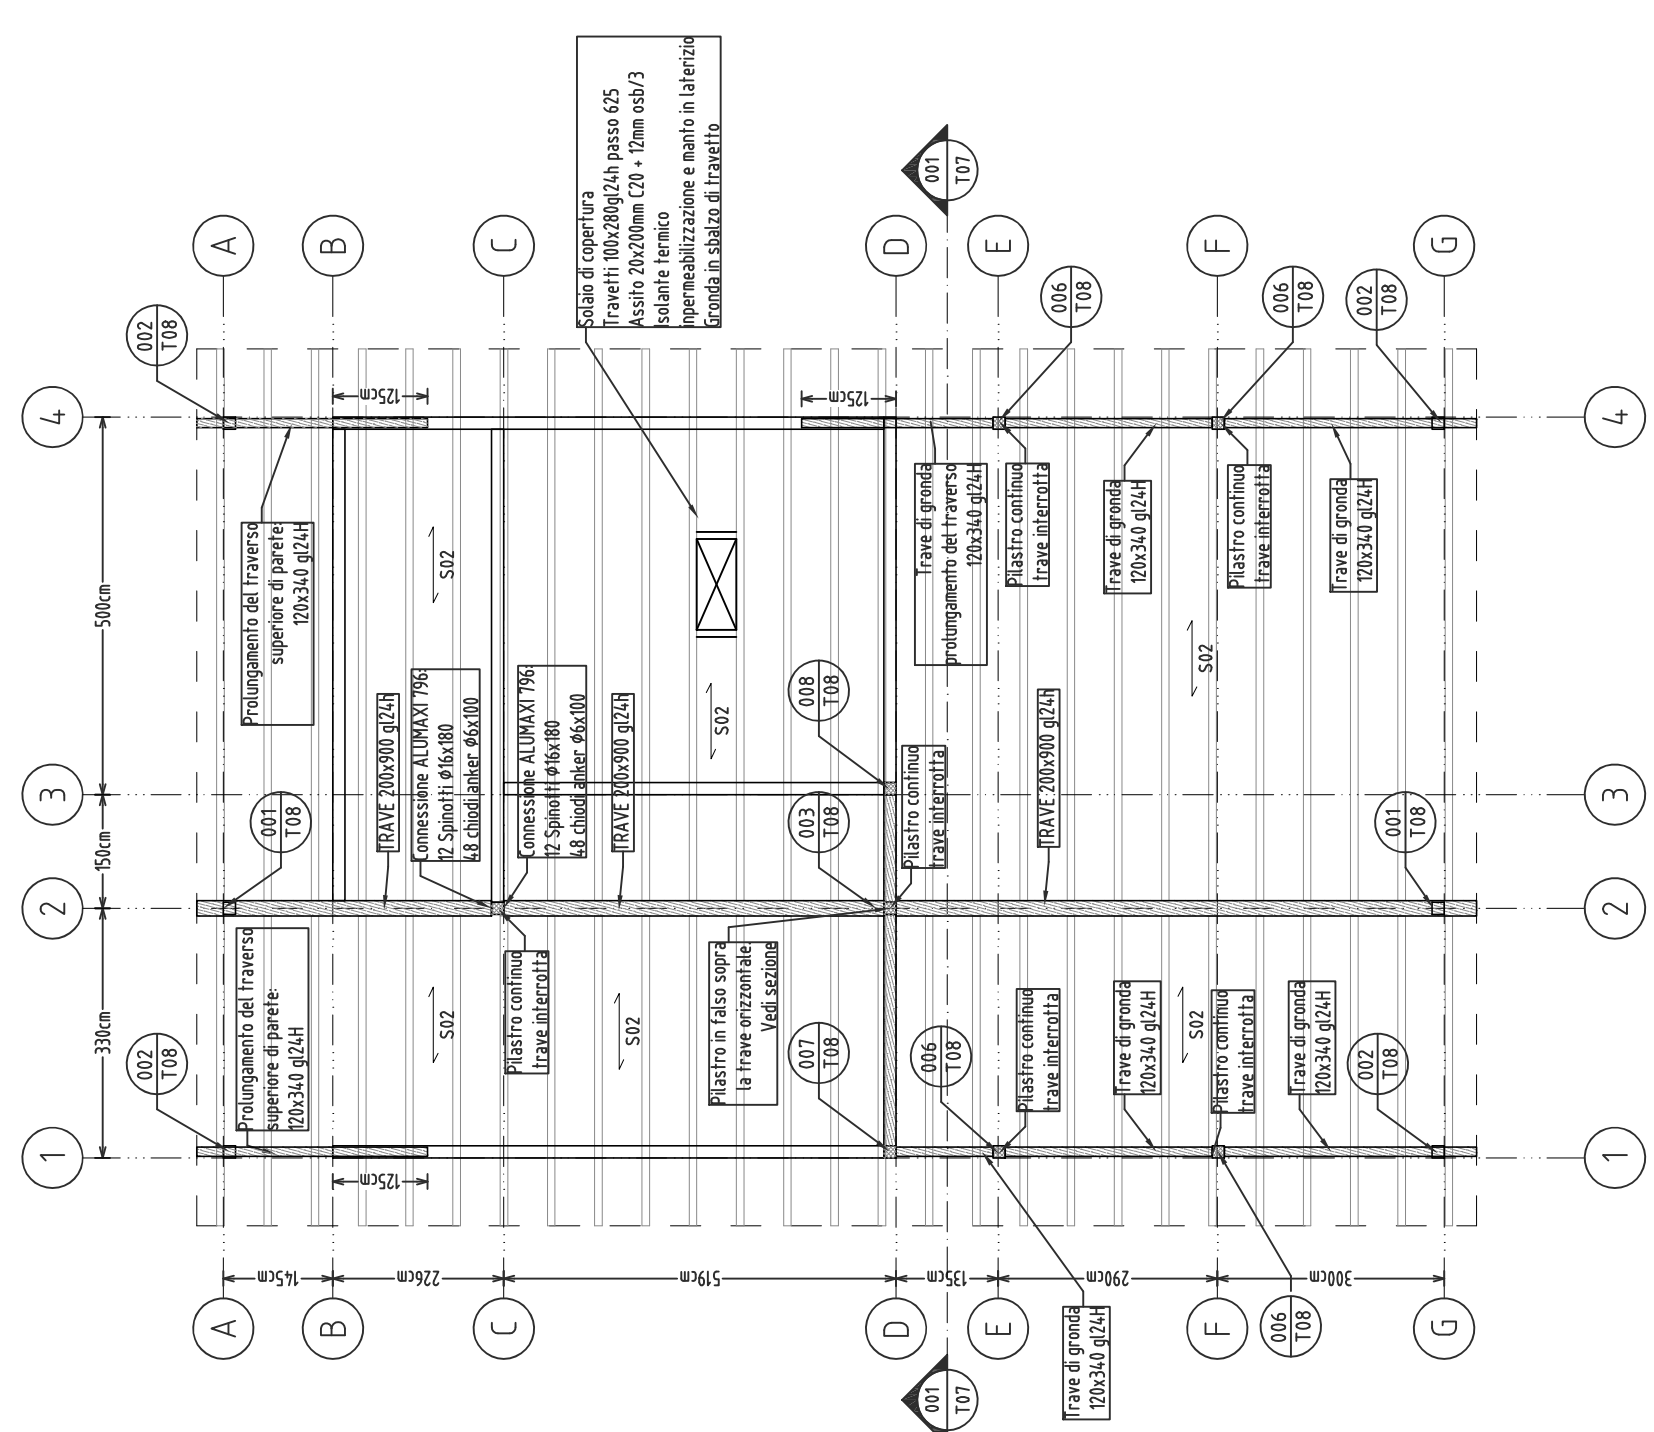 Solaio di copertura
Travetti 100x280gl24h passo 625
Assito 20x200mm C20 + 12mm osb/3
Isolante termico
inpermeabilizzazione e manto in laterizio
Gronda in sbalzo di travetto
A
B
C
D
E
F
G
001
T07
002
T08
006
T08
006
T08
002
T08
4
4
125cm
125cm
500cm
Prolungamento del traverso
superiore di parete:
120x340 gl24H
S02
Trave di gronda
prolungamento del traverso
120x340 gl24H
Pilastro continuo
trave interrotta
Trave di gronda
120x340 gl24H
Pilastro continuo
trave interrotta
Trave di gronda
120x340 gl24H
S02
S02
TRAVE 200x900 gl24h
Connessione ALUMAXI 796:
12 Spinotti ϕ16x180
48 chiodi anker ϕ6x100
Connessione ALUMAXI 796:
12 Spinotti ϕ16x180
48 chiodi anker ϕ6x100
TRAVE 200x900 gl24h
008
T08
TRAVE 200x900 gl24h
3
3
150cm
001
T08
003
T08
Pilastro continuo
trave interrotta
001
T08
2
2
330cm
Prolungamento del traverso
superiore di parete:
120x340 gl24H
S02
Pilastro continuo
trave interrotta
S02
Pilastro in falso sopra
la trave orizzontale.
Vedi sezione
002
T08
007
T08
006
T08
Pilastro continuo
trave interrotta
Trave di gronda
120x340 gl24H
S02
Pilastro continuo
trave interrotta
Trave di gronda
120x340 gl24H
002
T08
1
1
125cm
145cm
226cm
519cm
135cm
290cm
300cm
A
B
C
D
E
F
G
001
T07
Trave di gronda
120x340 gl24H
006
T08